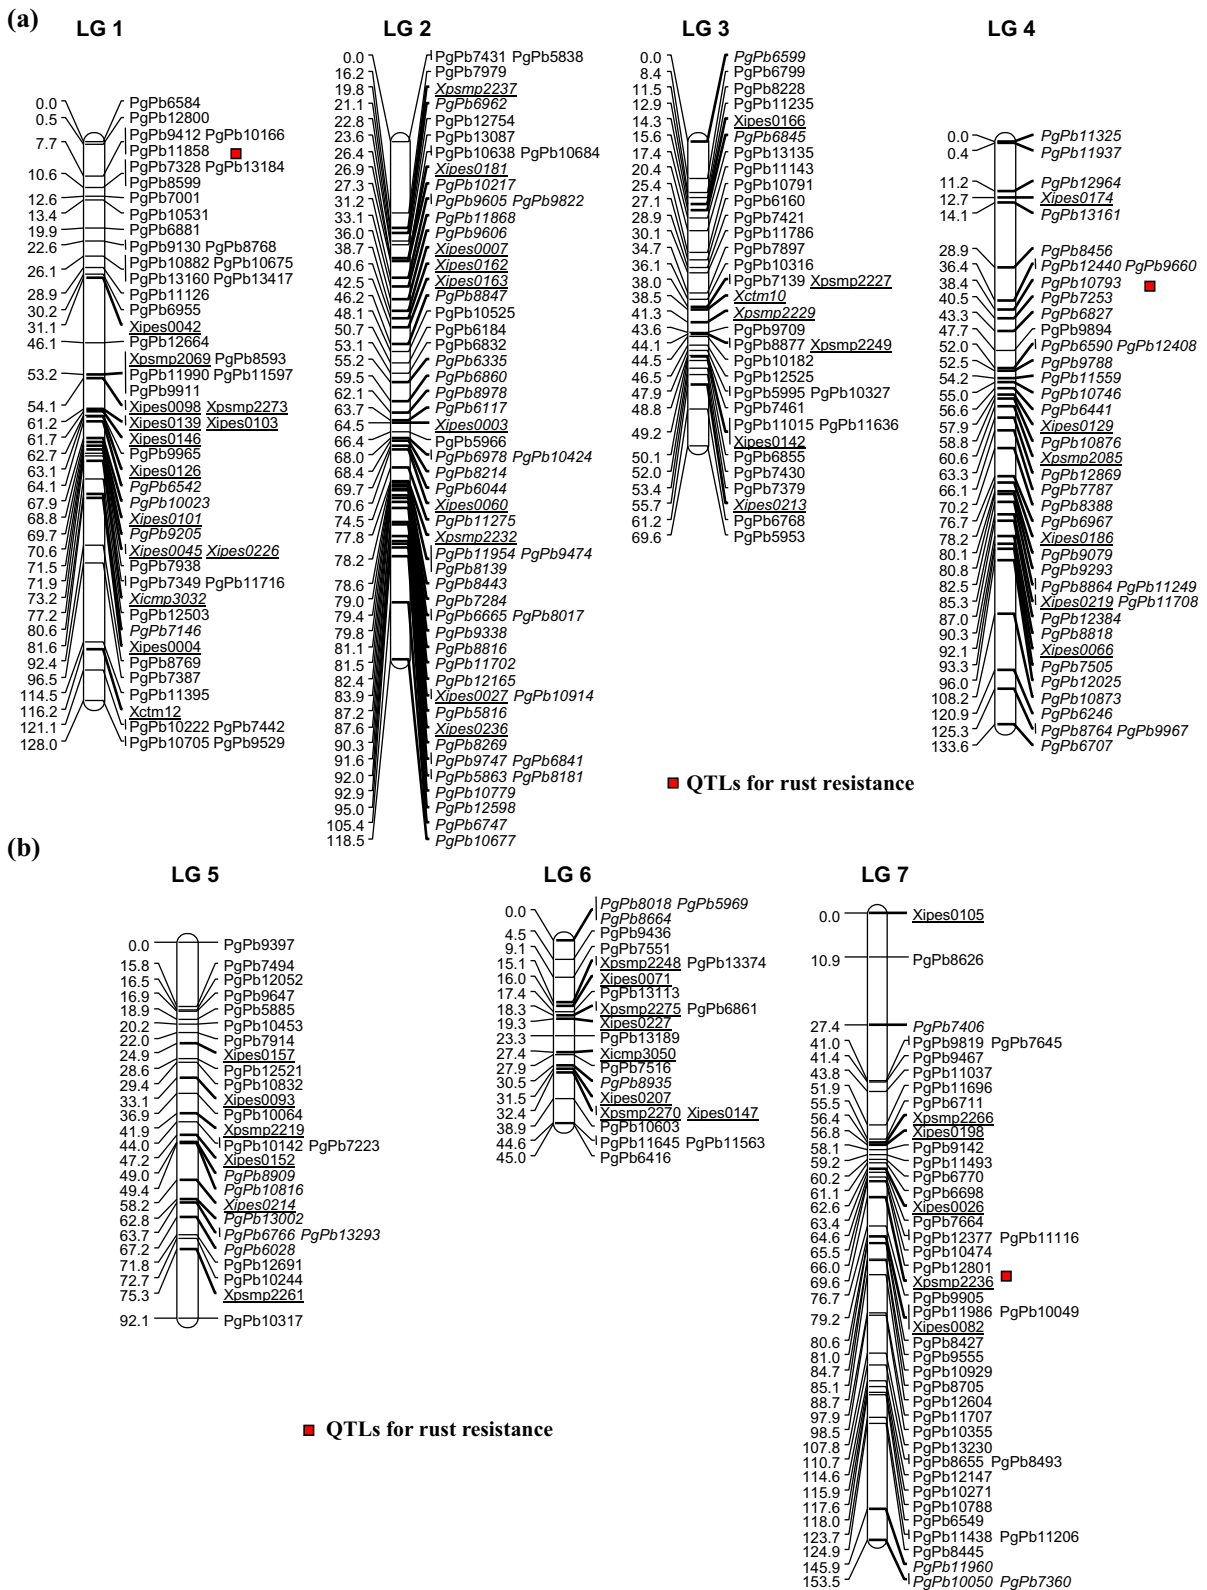 (a)
LG 1
0.0 PgPb6584
0.5 PgPb12800
7.7 PgPb9412 PgPb10166
PgPb11858
10.6 PgPb7328 PgPb13184
PgPb8599
12.6 PgPb7001
13.4 PgPb10531
19.9 PgPb6881
22.6 PgPb9130 PgPb8768
26.1 PgPb10882 PgPb10675
PgPb13160 PgPb13417
28.9 PgPb11126
30.2 PgPb6955
31.1 Xipes0042
46.1 PgPb12664
53.2 Xpsmp2069 PgPb8593
PgPb11990 PgPb11597
PgPb9911
54.1 Xipes0098 Xpsmp2273
61.2 Xipes0139 Xipes0103
61.7 Xipes0146
62.7 PgPb9965
63.1 Xipes0126
64.1 PgPb6542
67.9 PgPb10023
68.8 Xipes0101
69.7 PgPb9205
70.6 Xipes0045 Xipes0226
71.5 PgPb7938
71.9 PgPb7349 PgPb11716
73.2 Xicmp3032
77.2 PgPb12503
80.6 PgPb7146
81.6 Xipes0004
92.4 PgPb8769
96.5 PgPb7387
114.5 PgPb11395
116.2 Xctm12
121.1 PgPb10222 PgPb7442
128.0 PgPb10705 PgPb9529
LG 2
0.0 PgPb7431 PgPb5838
16.2 PgPb7979
19.8 Xpsmp2237
21.1 PgPb6962
22.8 PgPb12754
23.6 PgPb13087
26.4 PgPb10638 PgPb10684
26.9 Xipes0181
27.3 PgPb10217
31.2 PgPb9605 PgPb9822
33.1 PgPb11868
36.0 PgPb9606
38.7 Xipes0007
40.6 Xipes0162
42.5 Xipes0163
46.2 PgPb8847
48.1 PgPb10525
50.7 PgPb6184
53.1 PgPb6832
55.2 PgPb6335
59.5 PgPb6860
62.1 PgPb8978
63.7 PgPb6117
64.5 Xipes0003
66.4 PgPb5966
68.0 PgPb6978 PgPb10424
68.4 PgPb8214
69.7 PgPb6044
70.6 Xipes0060
74.5 PgPb11275
77.8 Xpsmp2232
78.2 PgPb11954 PgPb9474
PgPb8139
78.6 PgPb8443
79.0 PgPb7284
79.4 PgPb6665 PgPb8017
79.8 PgPb9338
81.1 PgPb8816
81.5 PgPb11702
82.4 PgPb12165
83.9 Xipes0027 PgPb10914
87.2 PgPb5816
87.6 Xipes0236
90.3 PgPb8269
91.6 PgPb9747 PgPb6841
92.0 PgPb5863 PgPb8181
92.9 PgPb10779
95.0 PgPb12598
105.4 PgPb6747
118.5 PgPb10677
LG 3
0.0 PgPb6599
8.4 PgPb6799
11.5 PgPb8228
12.9 PgPb11235
14.3 Xipes0166
15.6 PgPb6845
17.4 PgPb13135
20.4 PgPb11143
25.4 PgPb10791
27.1 PgPb6160
28.9 PgPb7421
30.1 PgPb11786
34.7 PgPb7897
36.1 PgPb10316
38.0 PgPb7139 Xpsmp2227
38.5 Xctm10
41.3 Xpsmp2229
43.6 PgPb9709
44.1 PgPb8877 Xpsmp2249
44.5 PgPb10182
46.5 PgPb12525
47.9 PgPb5995 PgPb10327
48.8 PgPb7461
49.2 PgPb11015 PgPb11636
Xipes0142
50.1 PgPb6855
52.0 PgPb7430
53.4 PgPb7379
55.7 Xipes0213
61.2 PgPb6768
69.6 PgPb5953
LG 4
0.0 PgPb11325
0.4 PgPb11937
11.2 PgPb12964
12.7 Xipes0174
14.1 PgPb13161
28.9 PgPb8456
36.4 PgPb12440 PgPb9660
38.4 PgPb10793
40.5 PgPb7253
43.3 PgPb6827
47.7 PgPb9894
52.0 PgPb6590 PgPb12408
52.5 PgPb9788
54.2 PgPb11559
55.0 PgPb10746
56.6 PgPb6441
57.9 Xipes0129
58.8 PgPb10876
60.6 Xpsmp2085
63.3 PgPb12869
66.1 PgPb7787
70.2 PgPb8388
76.7 PgPb6967
78.2 Xipes0186
80.1 PgPb9079
80.8 PgPb9293
82.5 PgPb8864 PgPb11249
85.3 Xipes0219 PgPb11708
87.0 PgPb12384
90.3 PgPb8818
92.1 Xipes0066
93.3 PgPb7505
96.0 PgPb12025
108.2 PgPb10873
120.9 PgPb6246
125.3 PgPb8764 PgPb9967
133.6 PgPb6707
QTLs for rust resistance
(b)
LG 5
0.0 PgPb9397
15.8 PgPb7494
16.5 PgPb12052
16.9 PgPb9647
18.9 PgPb5885
20.2 PgPb10453
22.0 PgPb7914
24.9 Xipes0157
28.6 PgPb12521
29.4 PgPb10832
33.1 Xipes0093
36.9 PgPb10064
41.9 Xpsmp2219
44.0 PgPb10142 PgPb7223
47.2 Xipes0152
49.0 PgPb8909
49.4 PgPb10816
58.2 Xipes0214
62.8 PgPb13002
63.7 PgPb6766 PgPb13293
67.2 PgPb6028
71.8 PgPb12691
72.7 PgPb10244
75.3 Xpsmp2261
92.1 PgPb10317
LG 6
0.0 PgPb8018 PgPb5969
PgPb8664
4.5 PgPb9436
9.1 PgPb7551
15.1 Xpsmp2248 PgPb13374
16.0 Xipes0071
17.4 PgPb13113
18.3 Xpsmp2275 PgPb6861
19.3 Xipes0227
23.3 PgPb13189
27.4 Xicmp3050
27.9 PgPb7516
30.5 PgPb8935
31.5 Xipes0207
32.4 Xpsmp2270 Xipes0147
38.9 PgPb10603
44.6 PgPb11645 PgPb11563
45.0 PgPb6416
LG 7
0.0 Xipes0105
10.9 PgPb8626
27.4 PgPb7406
41.0 PgPb9819 PgPb7645
41.4 PgPb9467
43.8 PgPb11037
51.9 PgPb11696
55.5 PgPb6711
56.4 Xpsmp2266
56.8 Xipes0198
58.1 PgPb9142
59.2 PgPb11493
60.2 PgPb6770
61.1 PgPb6698
62.6 Xipes0026
63.4 PgPb7664
64.6 PgPb12377 PgPb11116
65.5 PgPb10474
66.0 PgPb12801
69.6 Xpsmp2236
76.7 PgPb9905
79.2 PgPb11986 PgPb10049
Xipes0082
80.6 PgPb8427
81.0 PgPb9555
84.7 PgPb10929
85.1 PgPb8705
88.7 PgPb12604
97.9 PgPb11707
98.5 PgPb10355
107.8 PgPb13230
110.7 PgPb8655 PgPb8493
114.6 PgPb12147
115.9 PgPb10271
117.6 PgPb10788
118.0 PgPb6549
123.7 PgPb11438 PgPb11206
124.9 PgPb8445
145.9 PgPb11960
153.5 PgPb10050 PgPb7360
QTLs for rust resistance